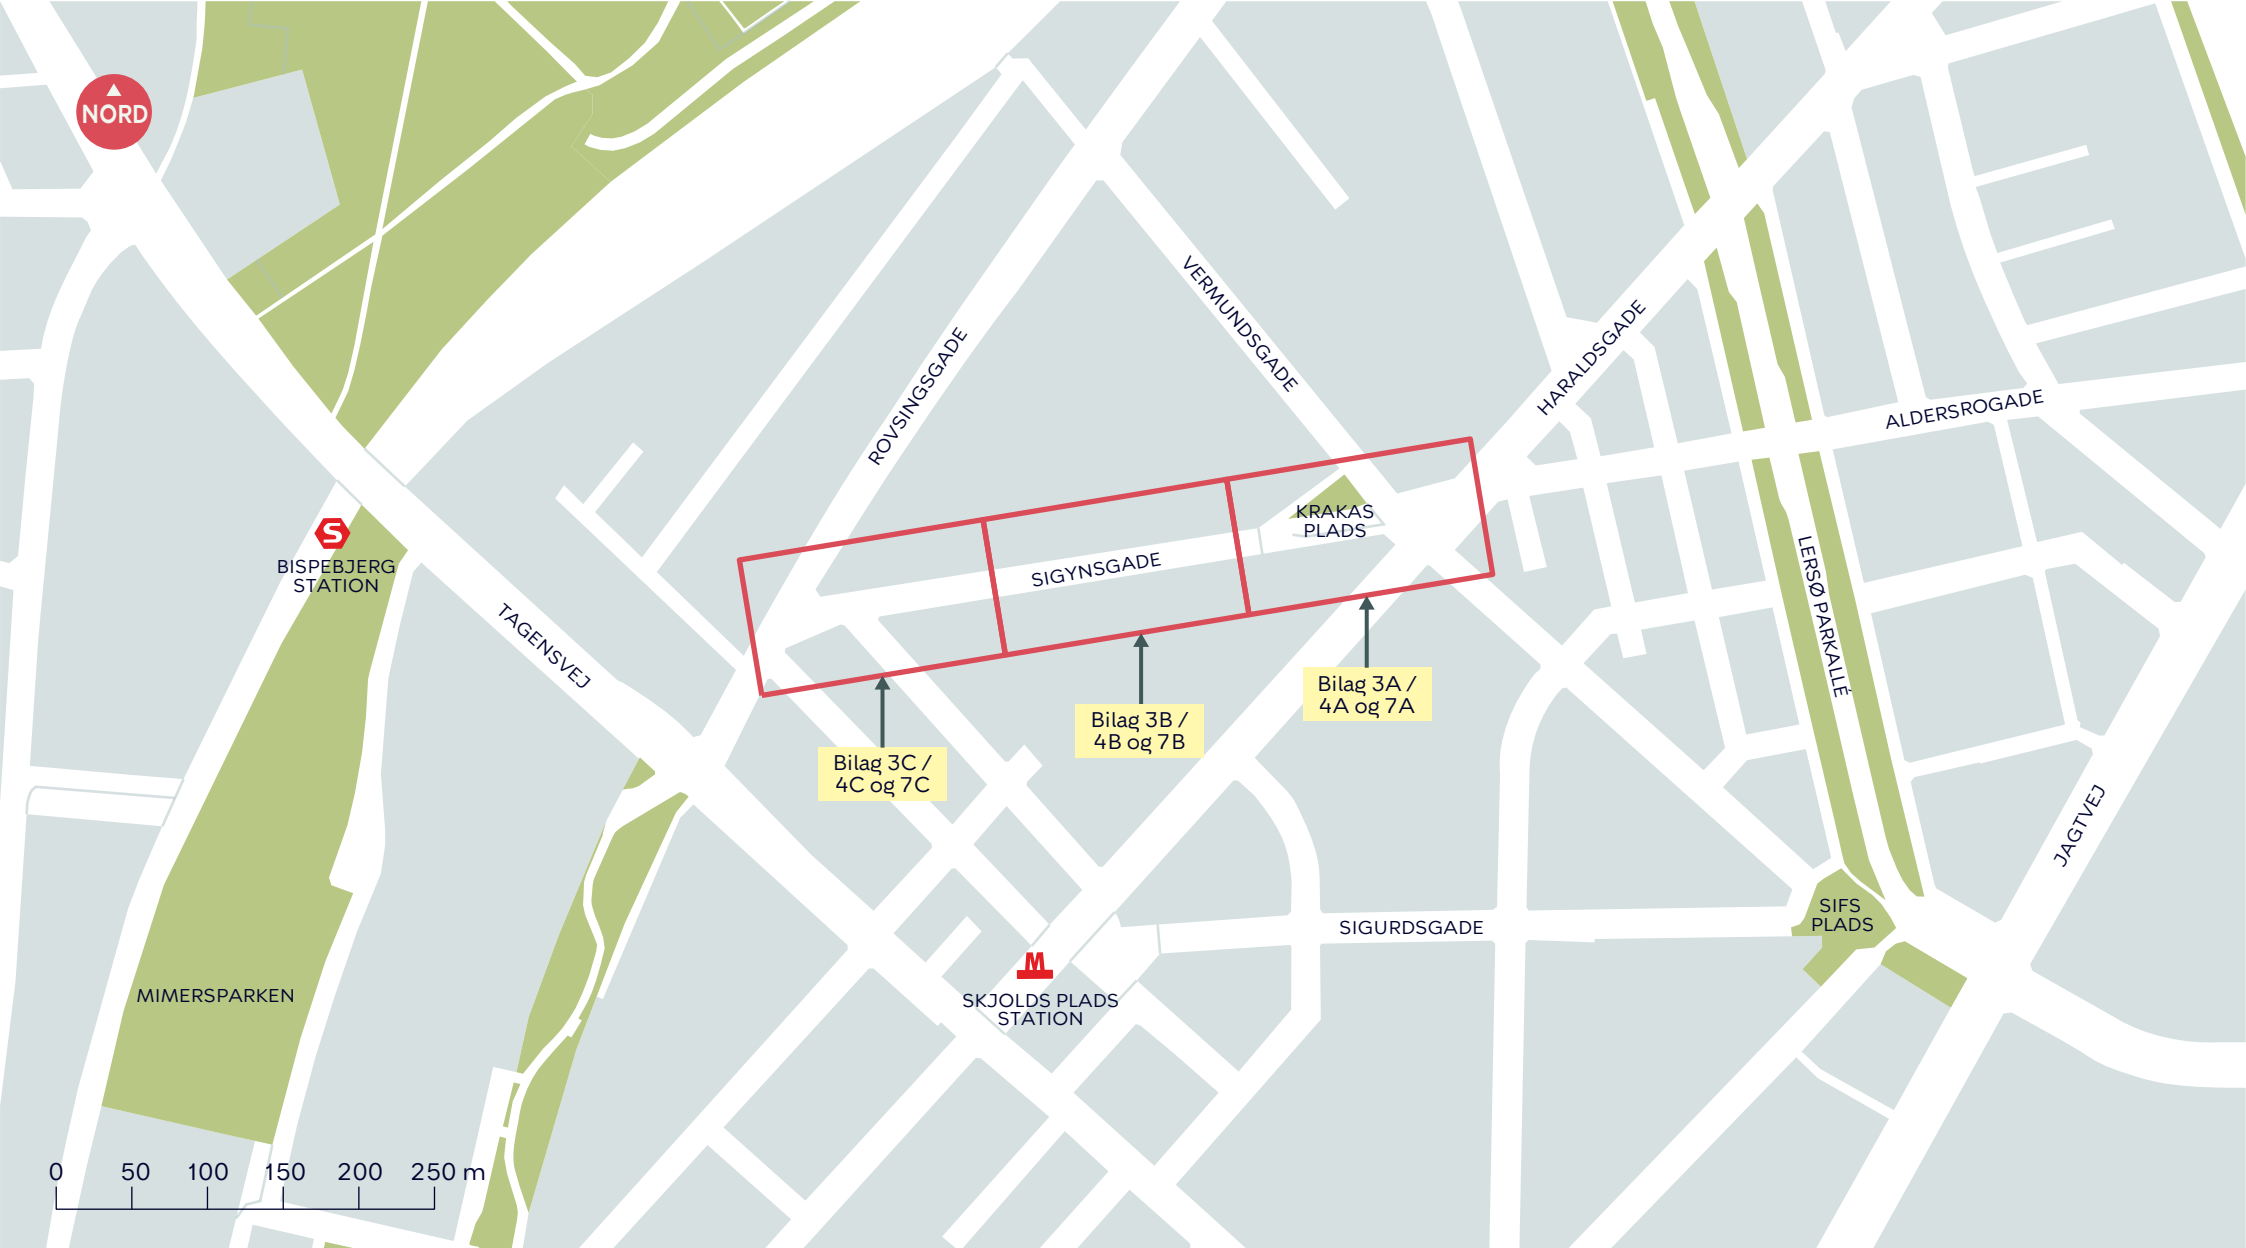 NORD
VERMUNDSGADE
ROVSINGSGADE
HARALDSGADE
ALDERSROGADE
KRAKAS
PLADS
SIGYNSGADE
S
BISPEBJERG
STATION
TAGENSVEJ
LERSØ PARKALLÉ
Bilag 3A /
4A og 7A
Bilag 3B /
4B og 7B
Bilag 3C /
4C og 7C
JAGTVEJ
SIFS
PLADS
SIGURDSGADE
M
SKJOLDS PLADS
STATION
MIMERSPARKEN
0 50 100 150 200 250 m